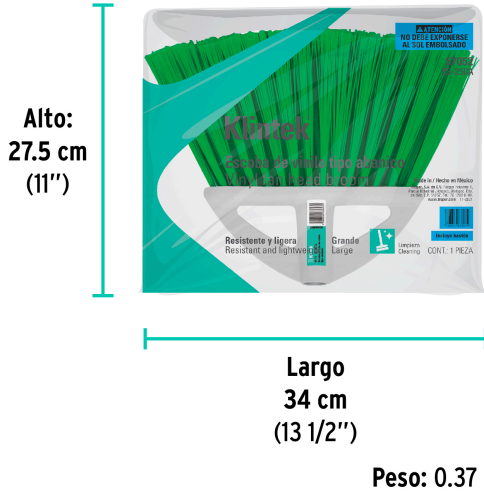 ⚠ ATENCIÓN
NO DEBE EXPONERSE
AL SOL EMBOLSADO
Alto:
27.5 cm
(11”)
Klintek
Escoba de vinilo tipo abanico
Vinyl fan head broom
Made in / Hecho en México
Resistente y ligera
Resistant and lightweight
Grande
Large
Limpieza
Cleaning
CONT.: 1 PIEZA
Largo
34 cm
(13 1/2”)
Peso: 0.37